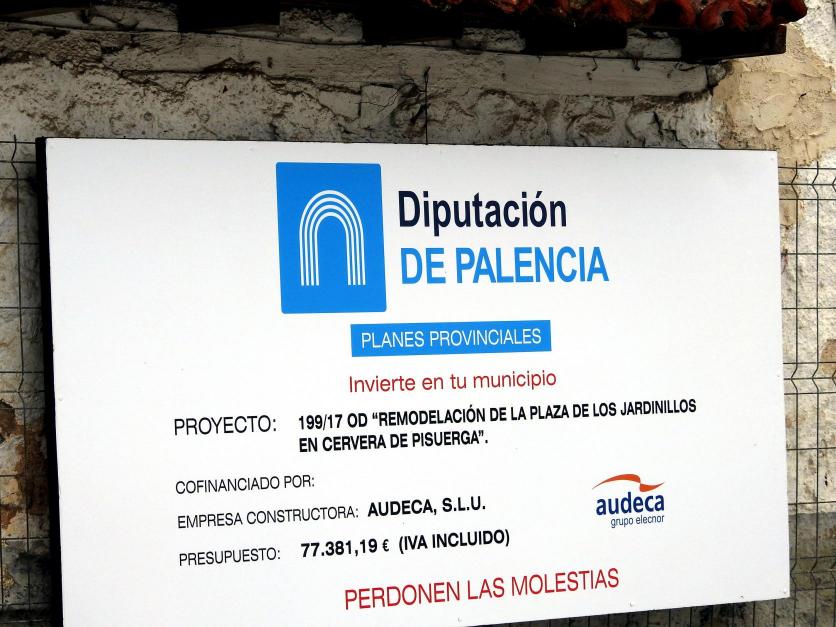 Diputación
DE PALENCIA
PLANES PROVINCIALES
Invierte en tu municipio
PROYECTO: 199/17 OD “REMODELACIÓN DE LA PLAZA DE LOS JARDINILLOS
EN CERVERA DE PISUERGA”.
COFINANCIADO POR:
EMPRESA CONSTRUCTORA: AUDECA, S.L.U.
audeca
grupo elecnor
PRESUPUESTO: 77.381,19 € (IVA INCLUIDO)
PERDONEN LAS MOLESTIAS